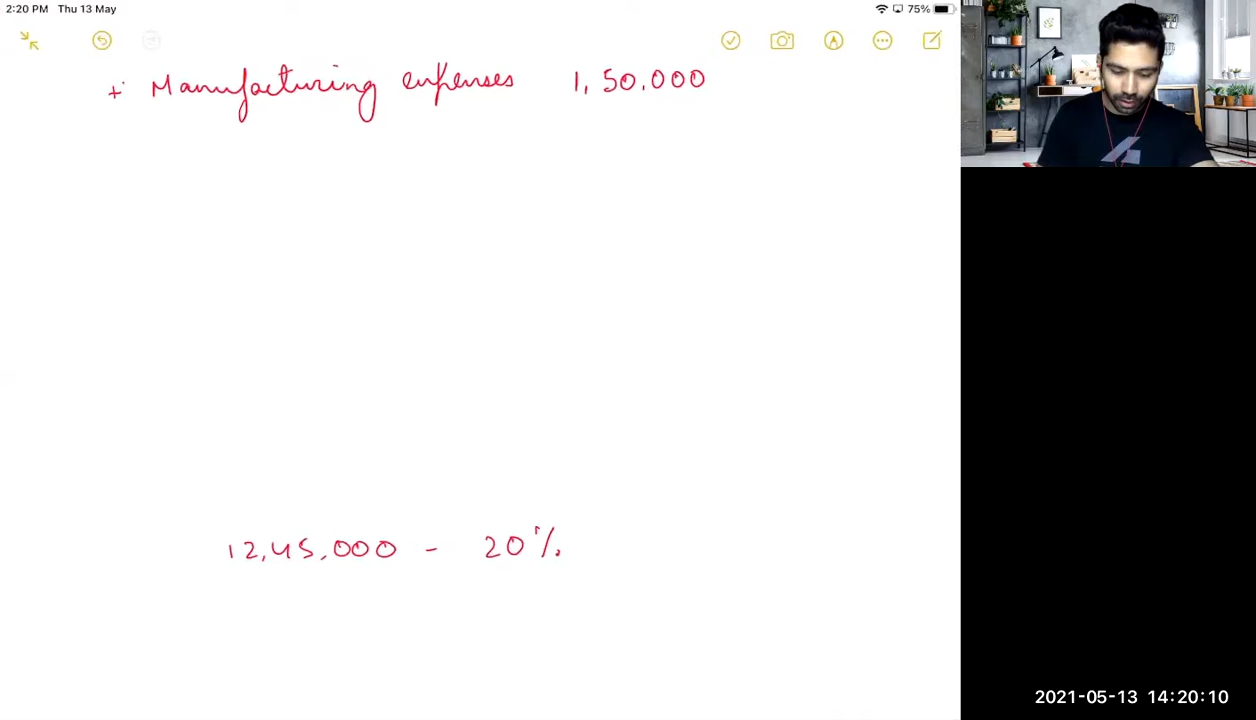 2:20 PM Thu 13 May
75%
+ Manufacturing expenses 1,50,000
12,45,000 - 20%
2021-05-13 14:20:10